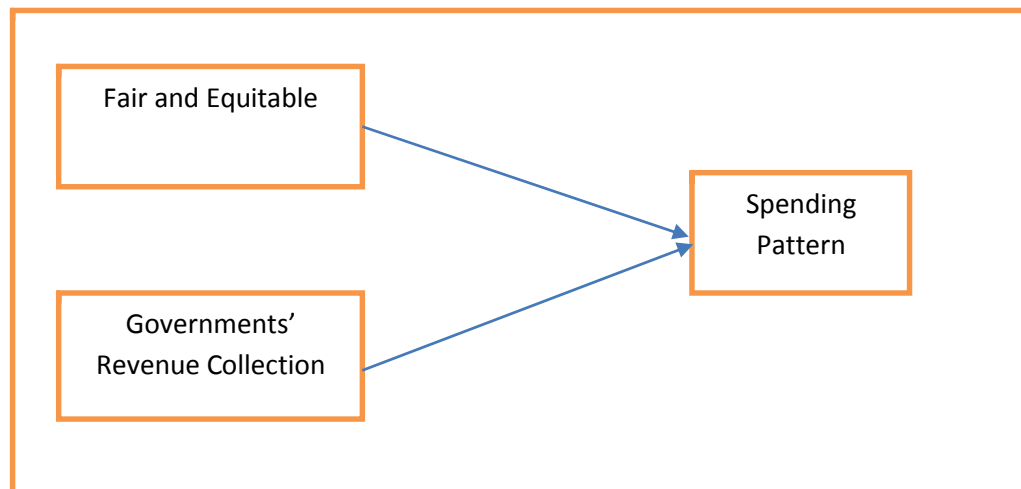 Fair and Equitable
Spending
Pattern
Governments’
Revenue Collection